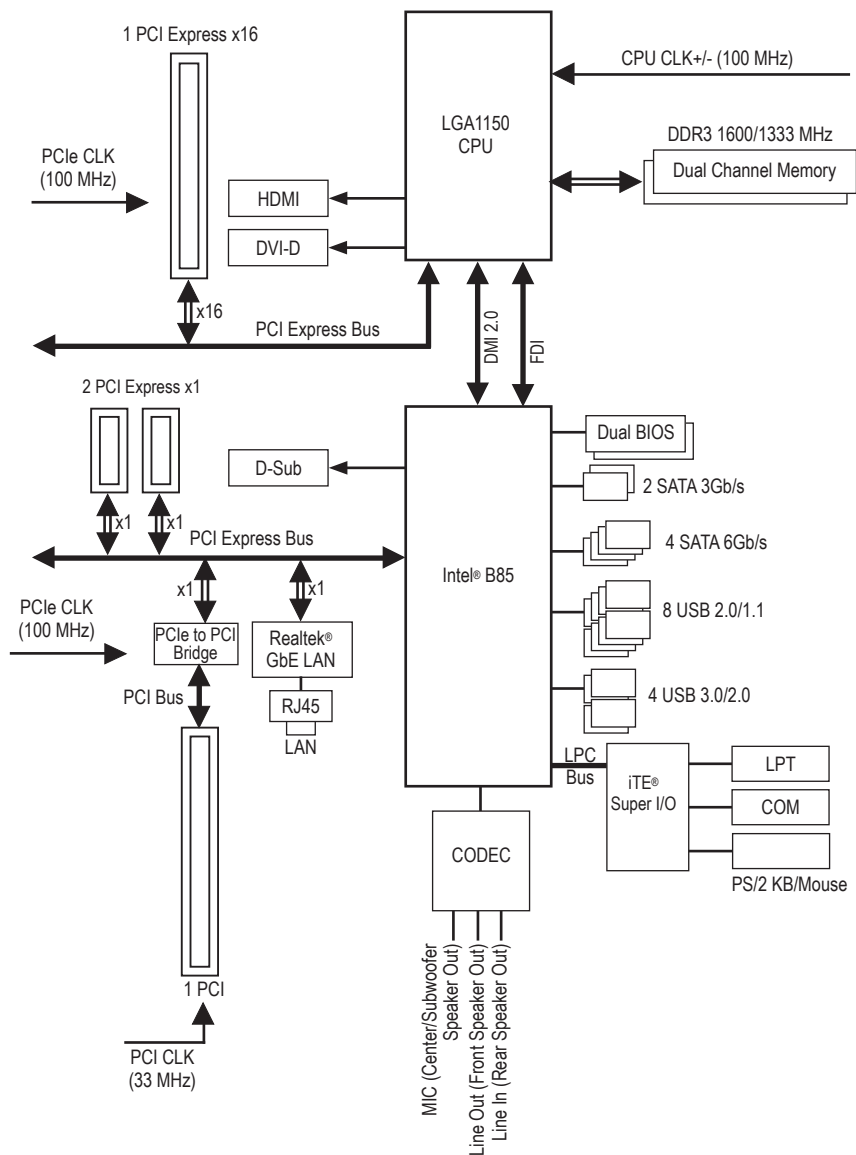 1 PCI Express x16
CPU CLK+/- (100 MHz)
LGA1150
CPU
DDR3 1600/1333 MHz
Dual Channel Memory
PCIe CLK
(100 MHz)
HDMI
DVI-D
x16
PCI Express Bus
DMI 2.0
FDI
2 PCI Express x1
Dual BIOS
D-Sub
2 SATA 3Gb/s
x1
x1
PCI Express Bus
4 SATA 6Gb/s
Intel® B85
x1
x1
8 USB 2.0/1.1
PCIe CLK
(100 MHz)
PCIe to PCI
Bridge
Realtek®
GbE LAN
PCI Bus
RJ45
LAN
4 USB 3.0/2.0
LPC
Bus
iTE®
Super I/O
LPT
COM
PS/2 KB/Mouse
CODEC
1 PCI
PCI CLK
(33 MHz)
MIC (Center/Subwoofer
Speaker Out)
Line Out (Front Speaker Out)
Line In (Rear Speaker Out)